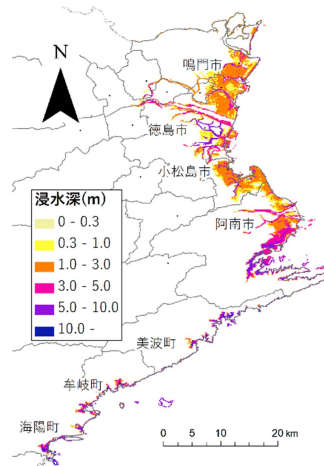 N
鳴門市
徳島市
小松島市
阿南市
浸水深(m)
0 - 0.3
0.3 - 1.0
1.0 - 3.0
3.0 - 5.0
5.0 - 10.0
10.0 -
美波町
牟岐町
海陽町
0 5 10 20 km